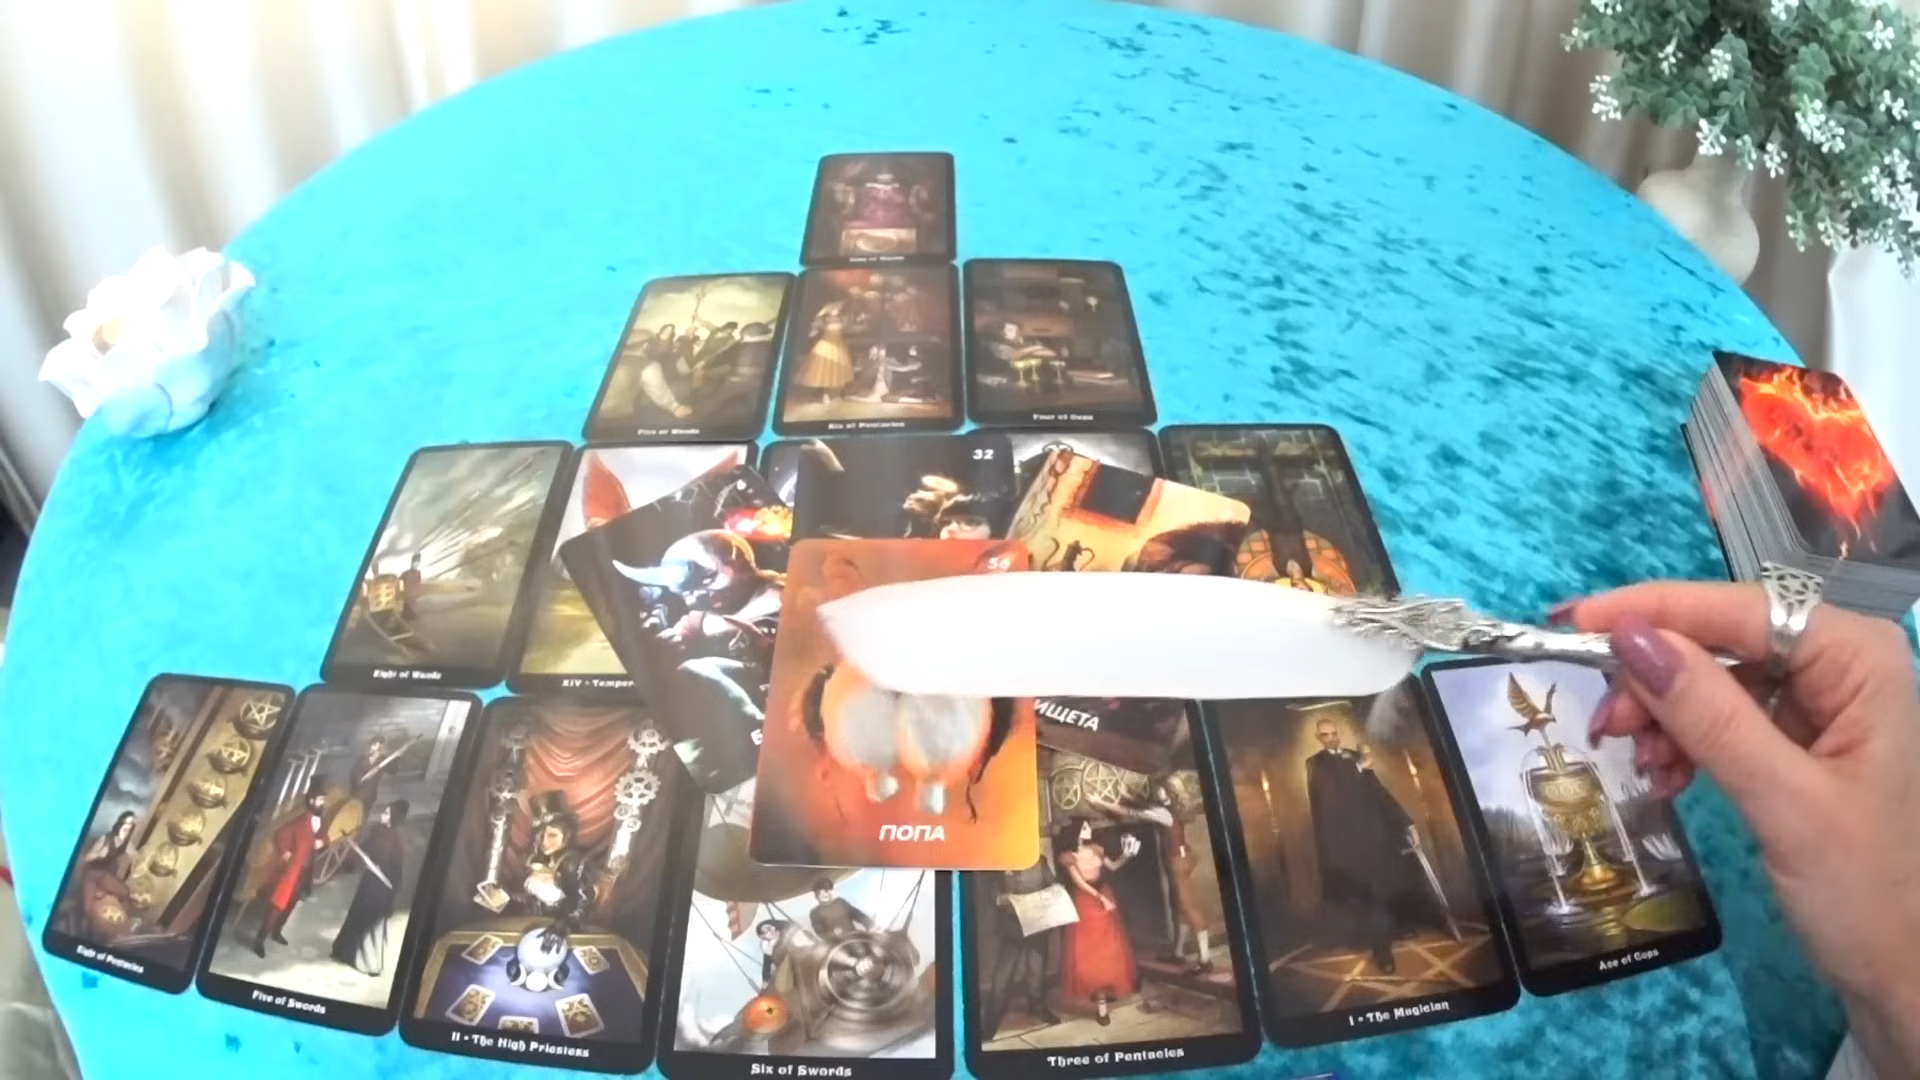 Five of Wands
Six of Pentacles
Four of Cups
32
Eight of Wands
XIV • Temper
56
ИЩЕТА
ПОПА
Eight of Pentacles
Five of Swords
II • The High Priestess
Six of Swords
Three of Pentacles
I • The Magician
Ace of Cups